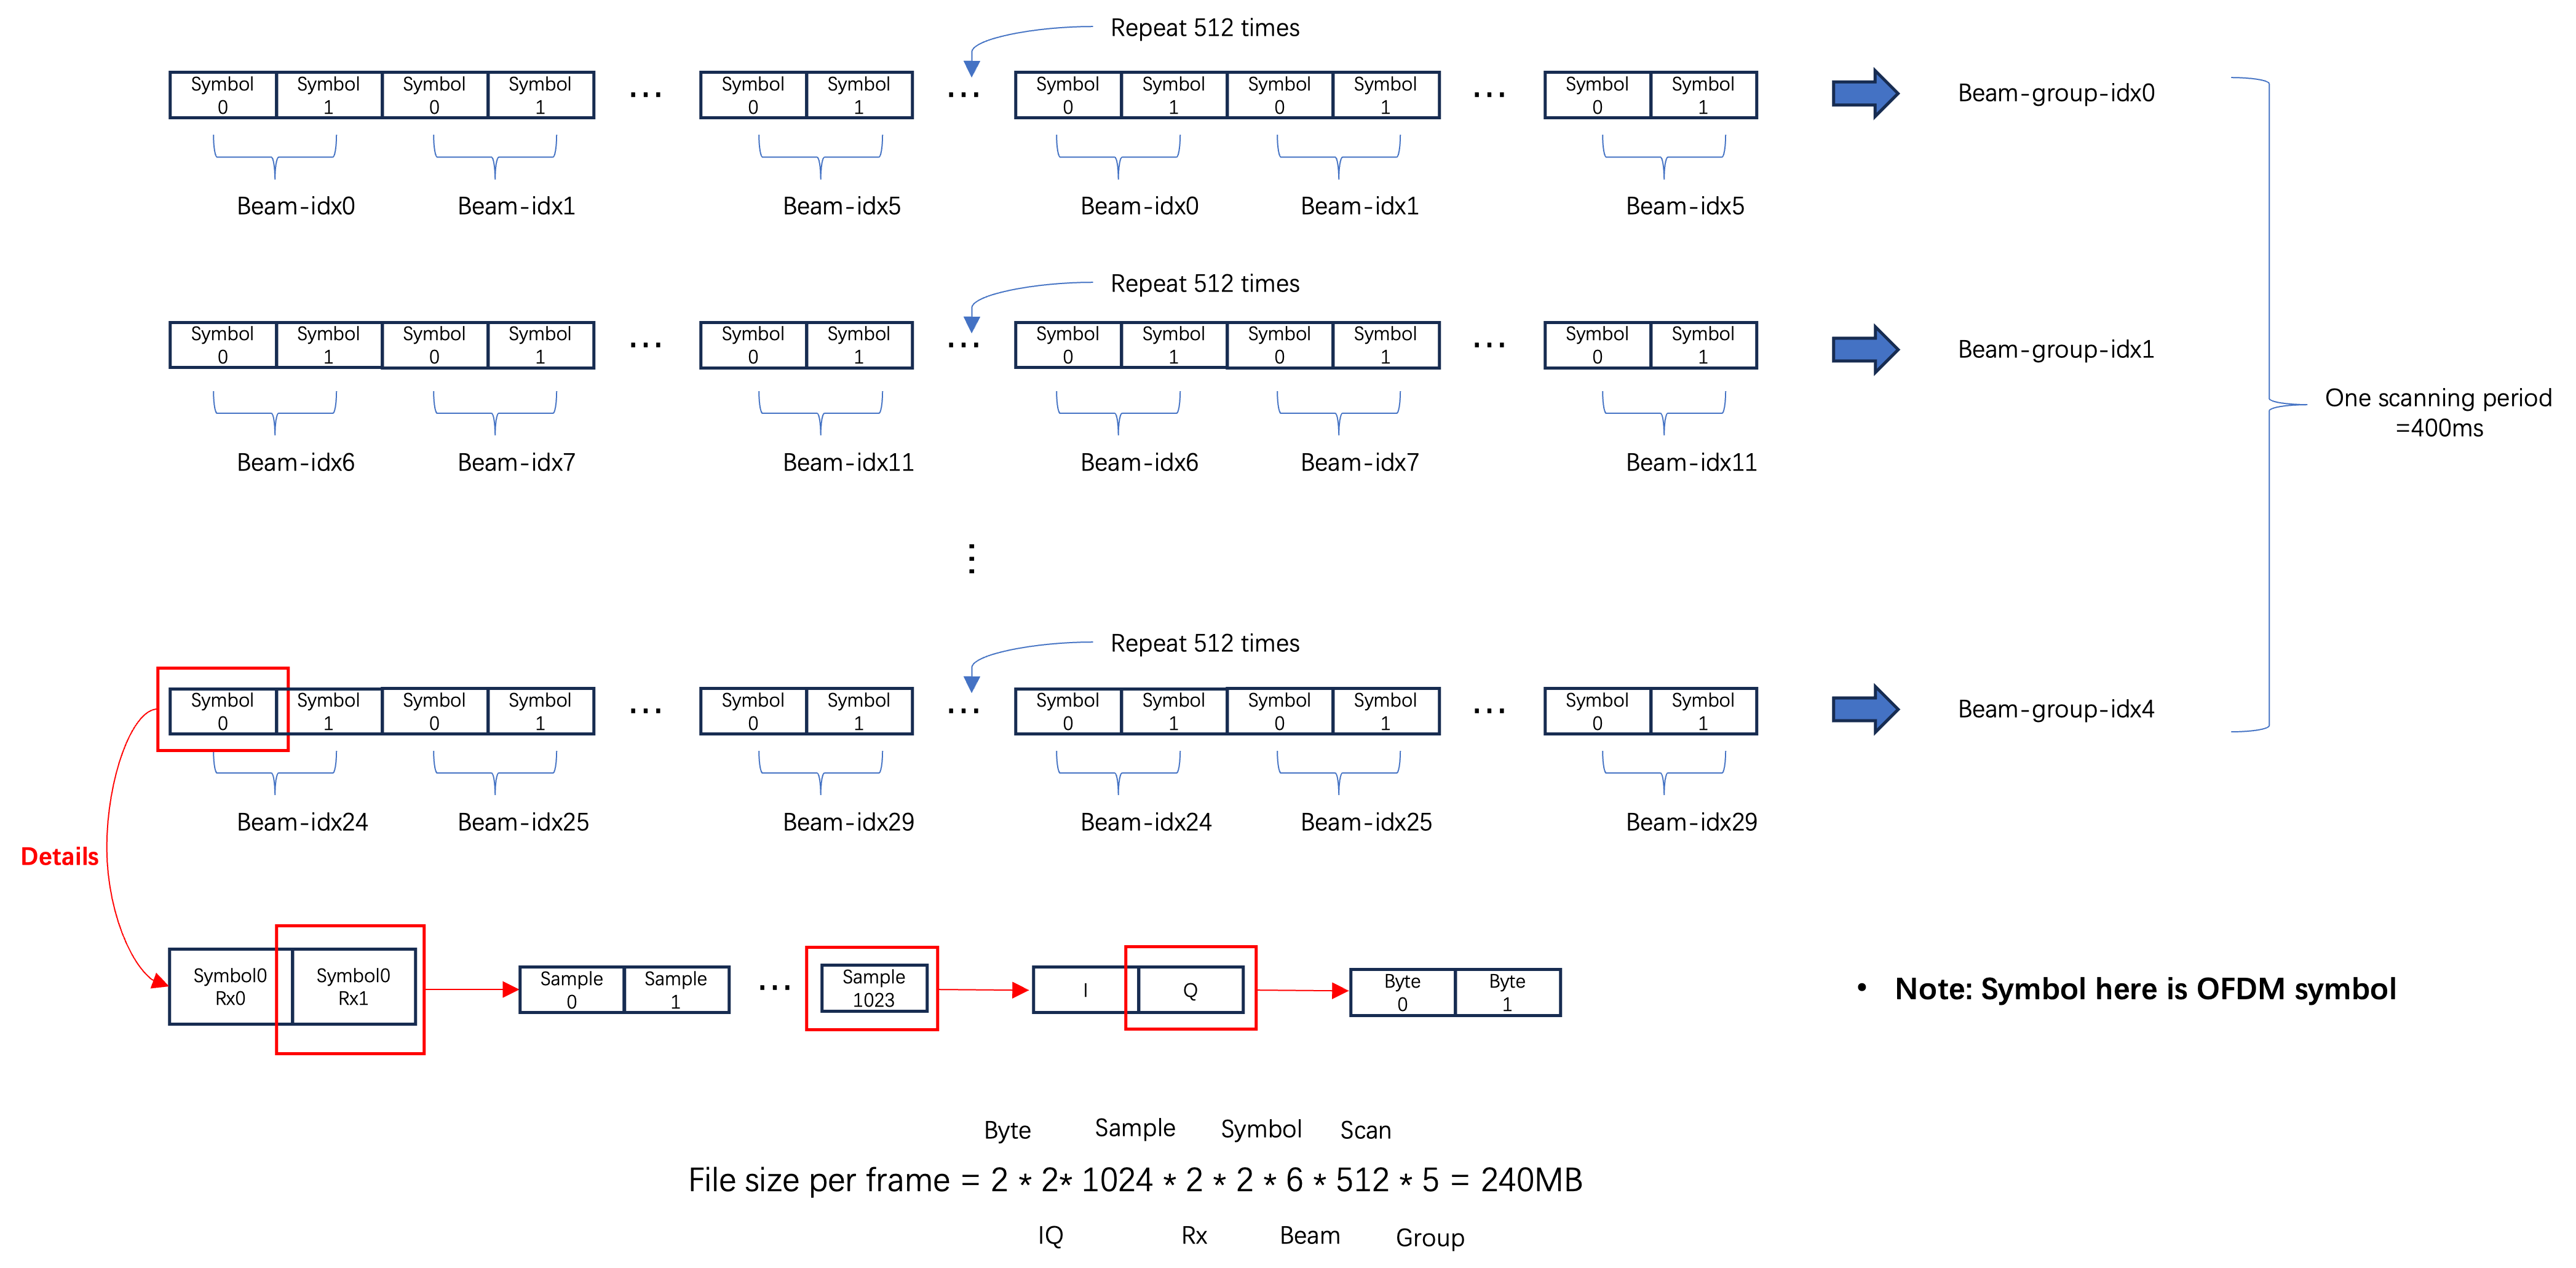 Repeat 512 times
Symbol 0 Symbol 1 Symbol 0 Symbol 1 ... Symbol 0 Symbol 1 ... Symbol 0 Symbol 1 Symbol 0 Symbol 1 ... Symbol 0 Symbol 1 Beam-group-idx0
Beam-idx0 Beam-idx1 Beam-idx5 Beam-idx0 Beam-idx1 Beam-idx5
Repeat 512 times
Symbol 0 Symbol 1 Symbol 0 Symbol 1 ... Symbol 0 Symbol 1 ... Symbol 0 Symbol 1 Symbol 0 Symbol 1 ... Symbol 0 Symbol 1 Beam-group-idx1
One scanning period
=400ms
Beam-idx6 Beam-idx7 Beam-idx11 Beam-idx6 Beam-idx7 Beam-idx11
...
Repeat 512 times
Symbol 0 Symbol 1 Symbol 0 Symbol 1 ... Symbol 0 Symbol 1 ... Symbol 0 Symbol 1 Symbol 0 Symbol 1 ... Symbol 0 Symbol 1 Beam-group-idx4
Beam-idx24 Beam-idx25 Beam-idx29 Beam-idx24 Beam-idx25 Beam-idx29
Details
Symbol0 Rx0 Symbol0 Rx1 Sample 0 Sample 1 ... Sample 1023 I Q Byte 0 Byte 1
• Note: Symbol here is OFDM symbol
Byte Sample Symbol Scan
File size per frame = 2 * 2* 1024 * 2 * 2 * 6 * 512 * 5 = 240MB
IQ Rx Beam Group